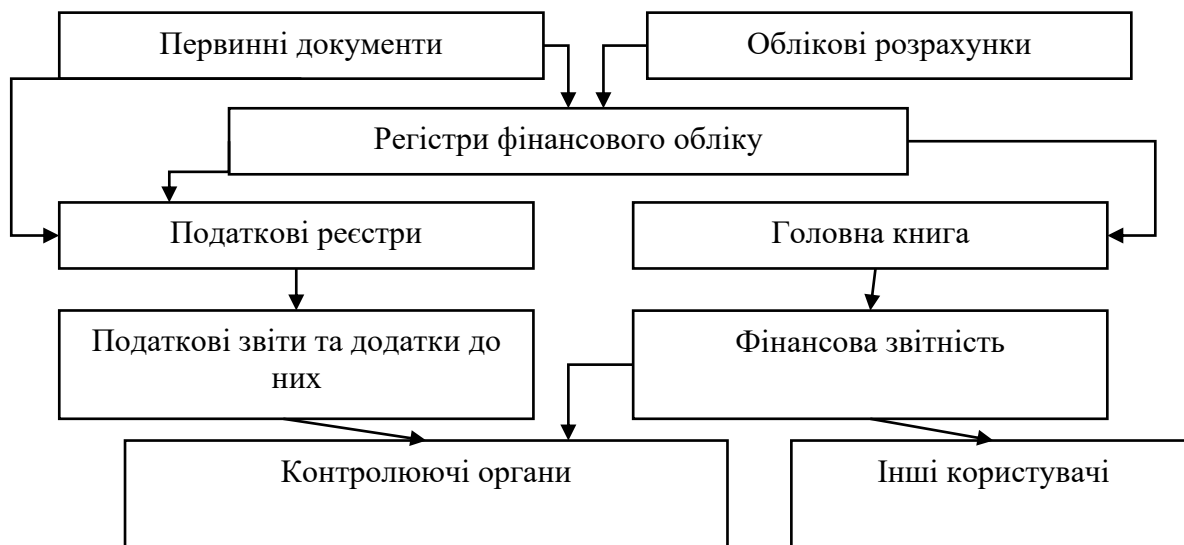 Первинні документи
Облікові розрахунки
Регістри фінансового обліку
Податкові реєстри
Головна книга
Податкові звіти та додатки до
них
Фінансова звітність
Контролюючі органи
Інші користувачі